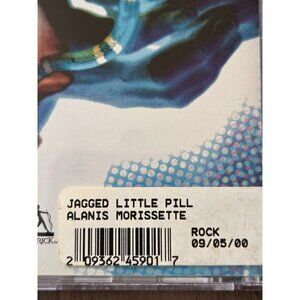 JAGGED LITTLE PILL
ALANIS MORISSETTE
ROCK
09/05/00
2 09362 45901 7